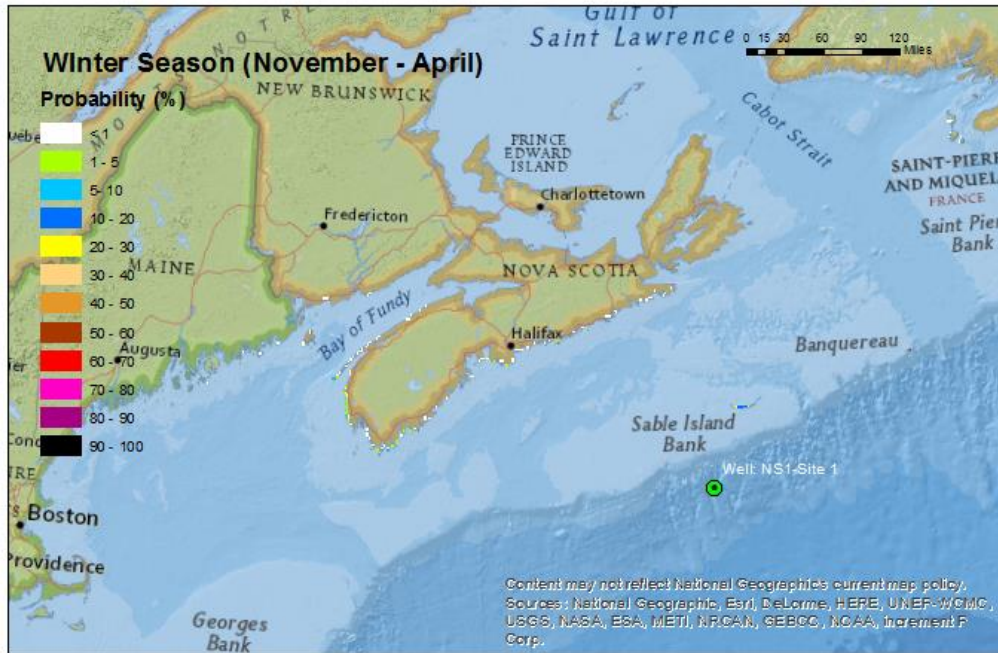 Gulf of
Saint Lawrence
0 15 30 60 90 120
Miles
WInter Season (November - April)
Probability (%)
NEW BRUNSWICK
< 1
1 - 5
5- 10
10 - 20
20 - 30
30 - 40
40 - 50
50 - 60
60 - 70
70 - 80
80 - 90
90 - 100
Cabot Strait
PRINCE
EDWARD
ISLAND
Charlottetown
SAINT-PIERRE
AND MIQUEL
FRANCE
Saint Pier
Bank
Fredericton
MAINE
NOVA SCOTIA
Bay of Fundy
Halifax
Augusta
Banquereau
Sable Island
Bank
Well: NS1-Site 1
Boston
Providence
Georges
Bank
Content may not reflect National Geographic's current map policy.
Sources: National Geographic, Esri, DeLorme, HERE, UNEP-WCMC,
USGS, NASA, ESA, METI, NRCAN, GEBCO, NOAA, increment P
Corp.